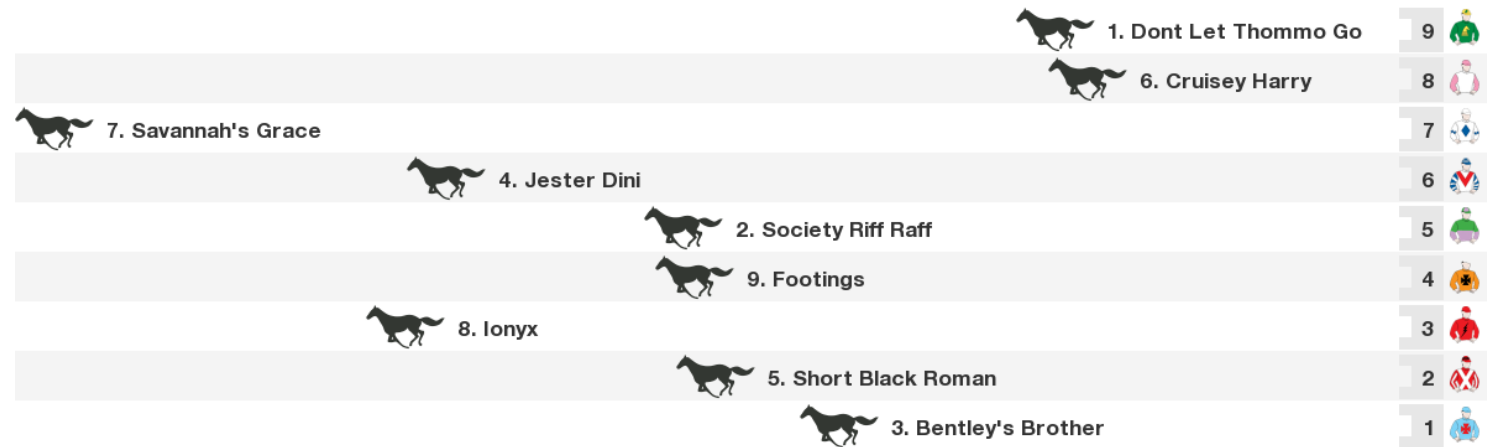 1. Dont Let Thommo Go 9
6. Cruisey Harry 8
7. Savannah's Grace 7
4. Jester Dini 6
2. Society Riff Raff 5
9. Footings 4
8. Ionyx 3
5. Short Black Roman 2
3. Bentley's Brother 1